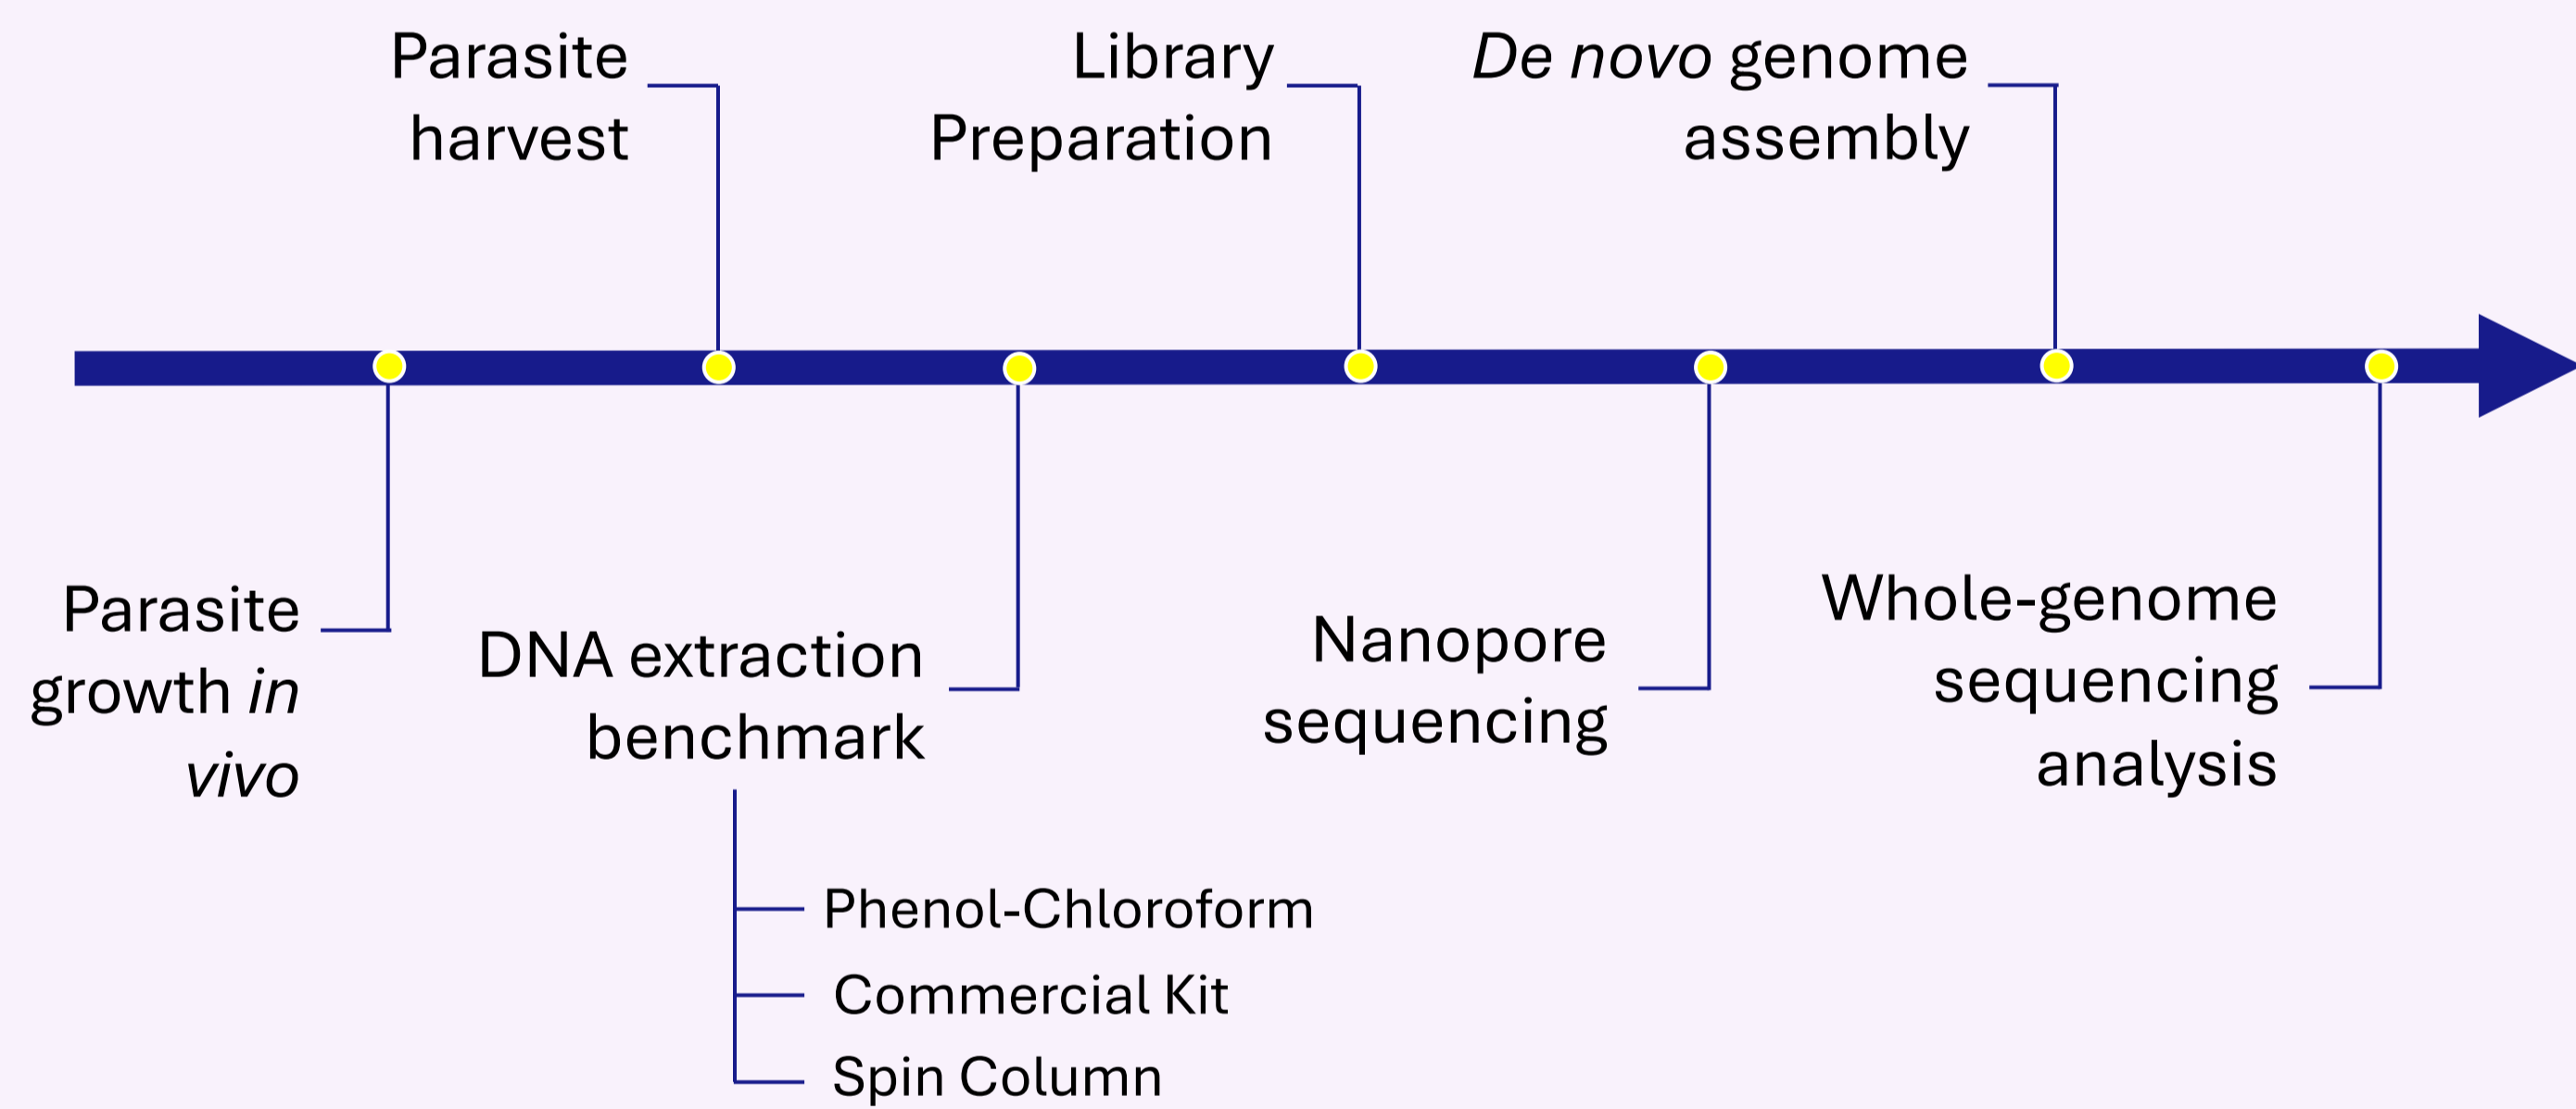 Parasite
harvest
Library
Preparation
De novo genome
assembly
Parasite
growth in
vivo
DNA extraction
benchmark
Phenol-Chloroform
Commercial Kit
Spin Column
Nanopore
sequencing
Whole-genome
sequencing
analysis